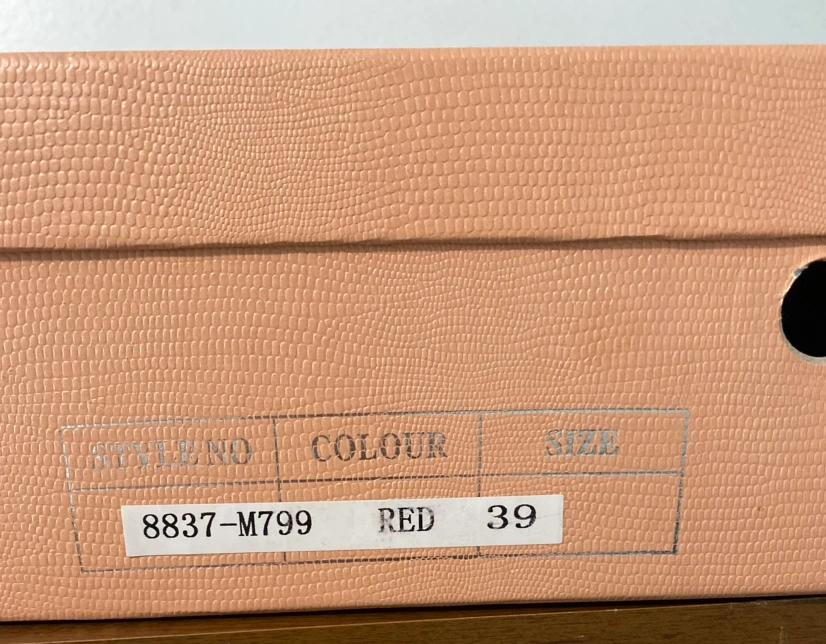 STYLE NO COLOUR SIZE
8837-M799 RED 39